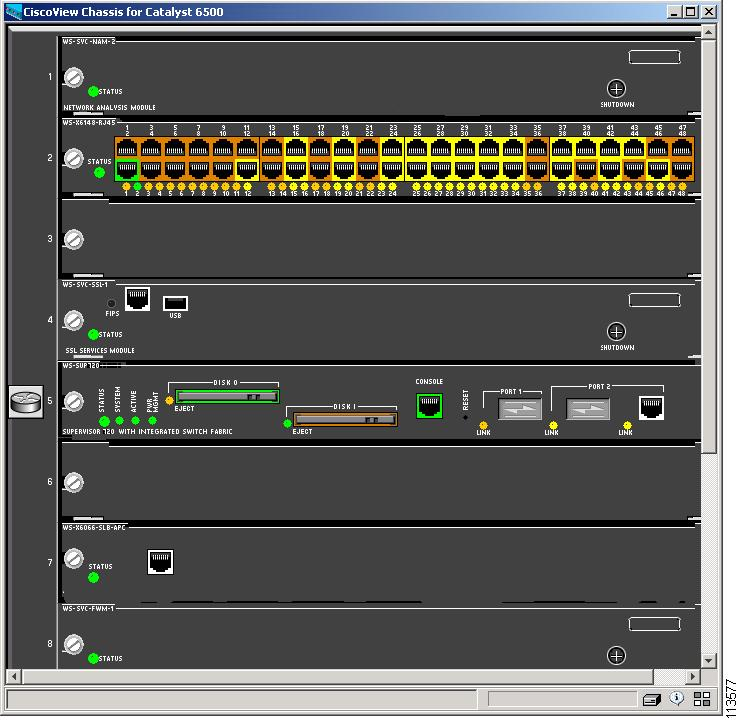 CiscoView Chassis for Catalyst 6500
WS-SVC-NAM-2
1
STATUS
SHUTDOWN
NETWORK ANALYSIS MODULE
WS-X6148-RJ45
1 3 5 7 9 11 13 15 17 19 21 23 25 27 29 31 33 35 37 39 41 43 45 47
2 4 6 8 10 12 14 16 18 20 22 24 26 28 30 32 34 36 38 40 42 44 46 48
2
STATUS
1 2 3 4 5 6 7 8 9 10 11 12 13 14 15 16 17 18 19 20 21 22 23 24 25 26 27 28 29 30 31 32 33 34 35 36 37 38 39 40 41 42 43 44 45 46 47 48
3
WS-SVC-SSL-1
FIPS
USB
4
STATUS
SHUTDOWN
SSL SERVICES MODULE
WS-SUP720
5
STATUS
SYSTEM
ACTIVE
PWR MGMT
DISK 0
EJECT
DISK 1
EJECT
CONSOLE
RESET
PORT 1
LINK
PORT 2
LINK
LINK
SUPERVISOR 720 WITH INTEGRATED SWITCH FABRIC
6
WS-X6066-SLB-APC
7
STATUS
WS-SVC-FWM-1
8
STATUS
113577